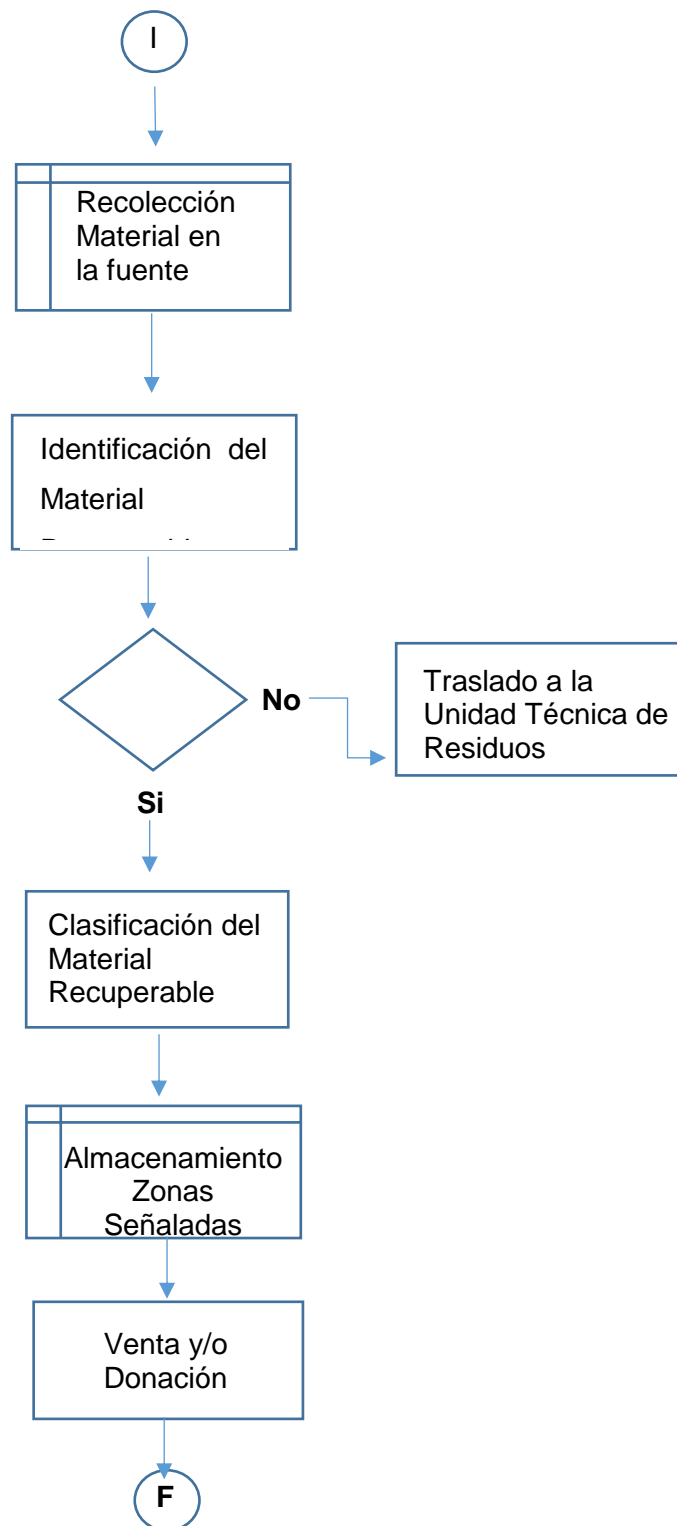 I
Recolección
Material en
la fuente
Identificación del
Material
No
Traslado a la
Unidad Técnica de
Residuos
Si
Clasificación del
Material
Recuperable
Almacenamiento
Zonas
Señaladas
Venta y/o
Donación
F